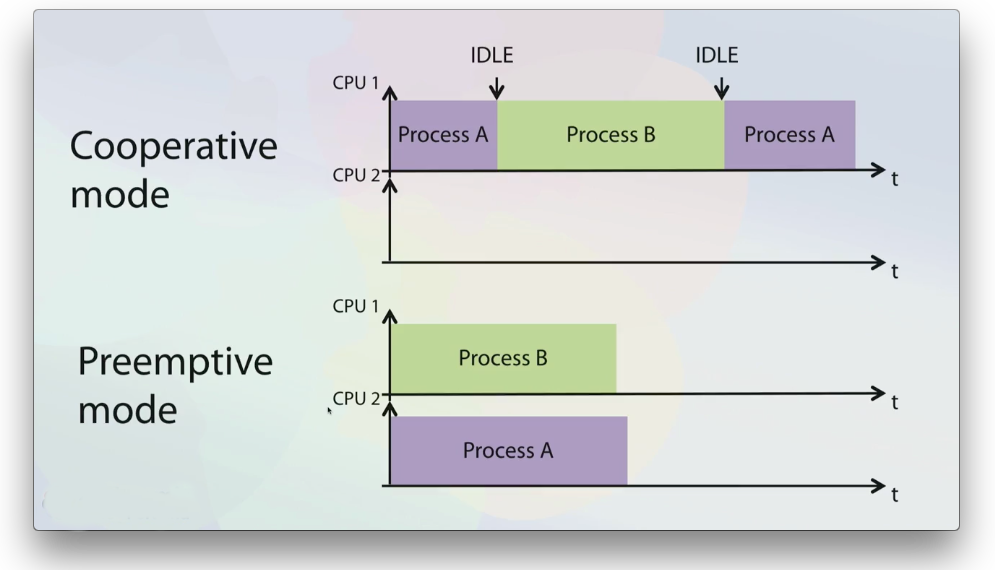 Cooperative
mode
IDLE
IDLE
CPU 1
Process A
Process B
Process A
t
CPU 2
t
Preemptive
mode
CPU 1
Process B
t
CPU 2
Process A
t